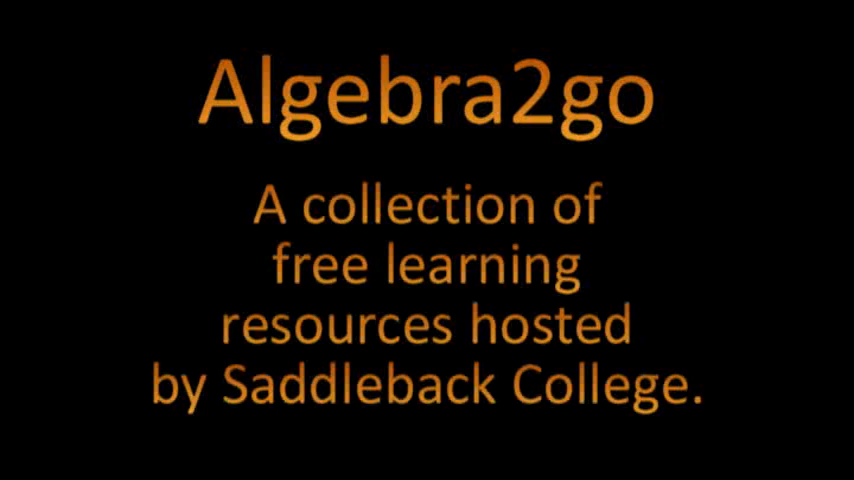 Algebra2go
A collection of
free learning
resources hosted
by Saddleback College.